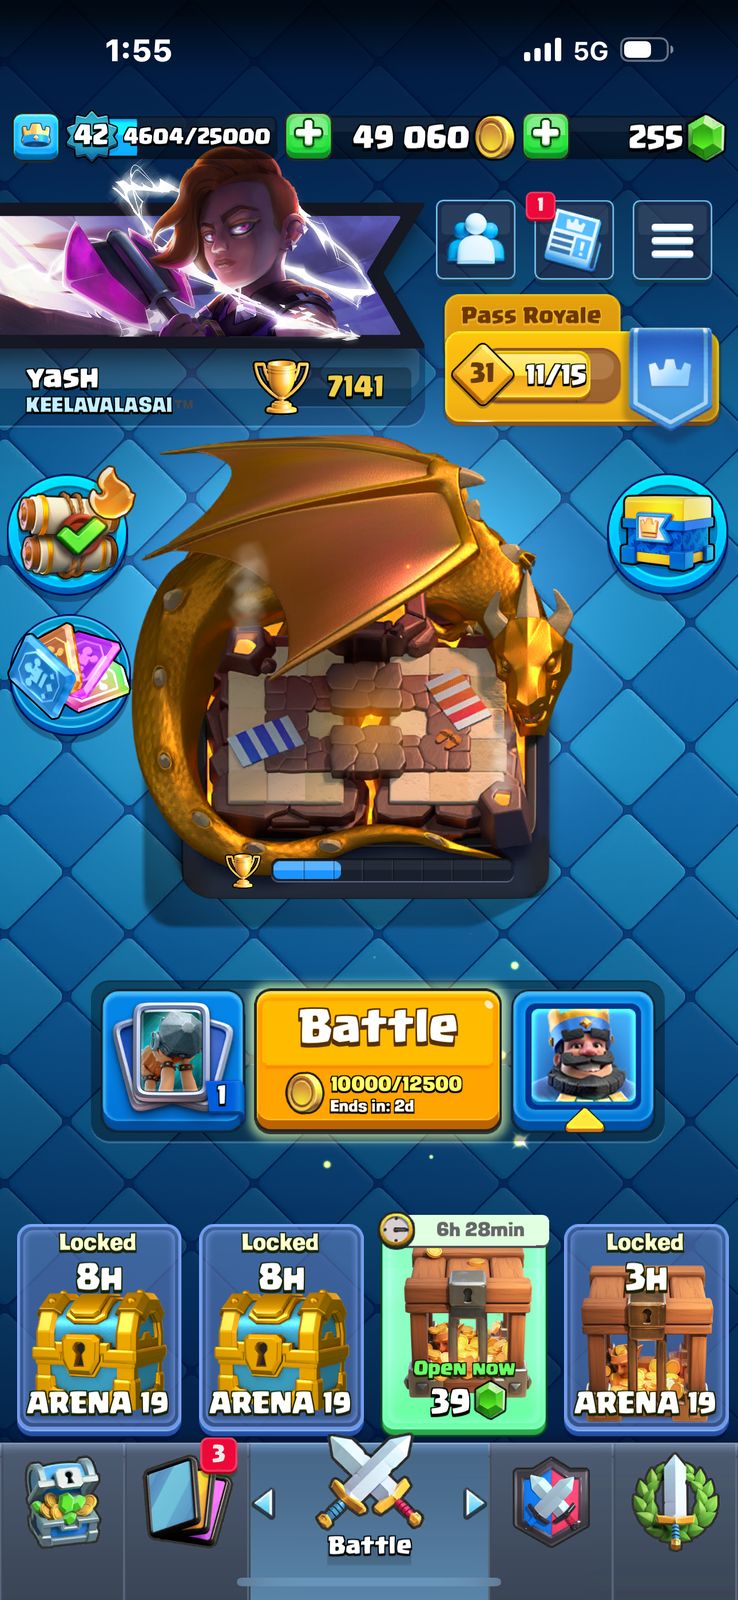 1:55
5G
42
4604/25000
49 060
255
1
Pass Royale
31
11/15
YASH
7141
KEELAVALASAI™
Battle
10000/12500
Ends in: 2d
1
6h 28min
Locked
8H
ARENA 19
Locked
8H
ARENA 19
Open now
39
Locked
3H
ARENA 19
3
Battle